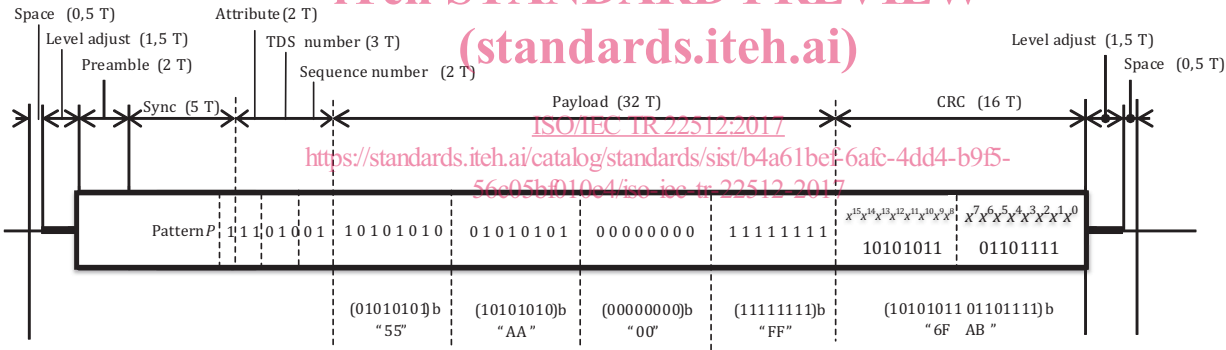 iTeh STANDARD PREVIEW
Space (0,5 T)
Attribute(2 T)
Level adjust (1,5 T)
TDS number (3 T)
(standards.iteh.ai)
Level adjust (1,5 T)
Preamble (2 T)
Sequence number (2 T)
Space (0,5 T)
Sync (5 T)
Payload (32 T)
CRC (16 T)
ISO/IEC TR 22512:2017
https://standards.iteh.ai/catalog/standards/sist/b4a61bef-6afc-4dd4-b9f5-
56e05bf010e4/iso-iec-tr-22512-2017
x¹⁵x¹⁴x¹³x¹²x¹¹x¹⁰x⁹x⁸ x⁷x⁶x⁵x⁴x³x²x¹x⁰
Pattern P 1 1 1 0 1 0 0 1 1 0 1 0 1 0 1 0 0 1 0 1 0 1 0 1 0 0 0 0 0 0 0 0 1 1 1 1 1 1 1 1
10101011 01101111
(01010101)b (10101010)b (00000000)b (11111111)b (10101011 01101111)b
"55" "AA" "00" "FF" "6F AB"